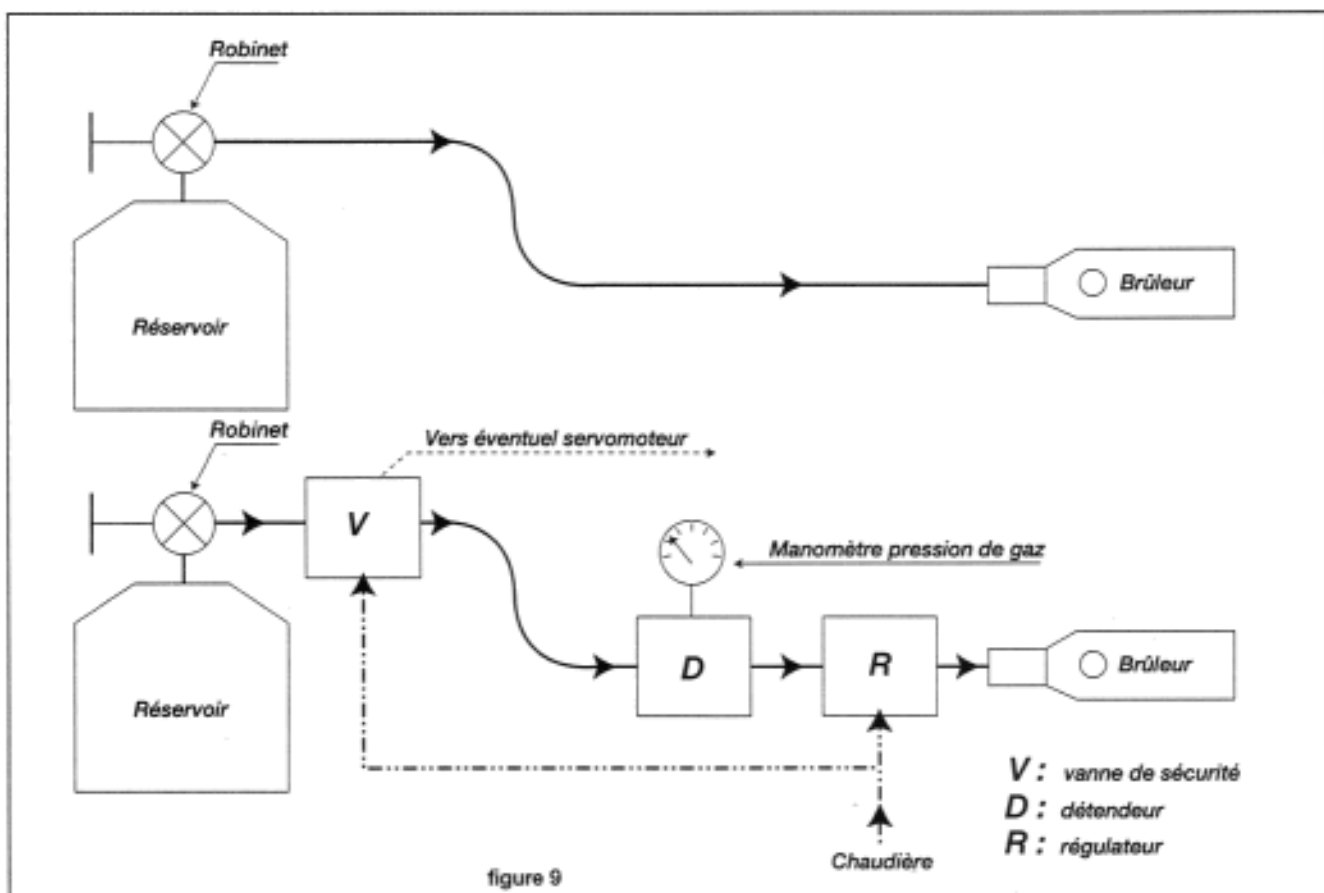 Robinet
Réservoir
Brûleur
Robinet
Vers éventuel servomoteur
V
Manomètre pression de gaz
D
R
Brûleur
Réservoir
V : vanne de sécurité
D : détendeur
R : régulateur
Chaudière
figure 9